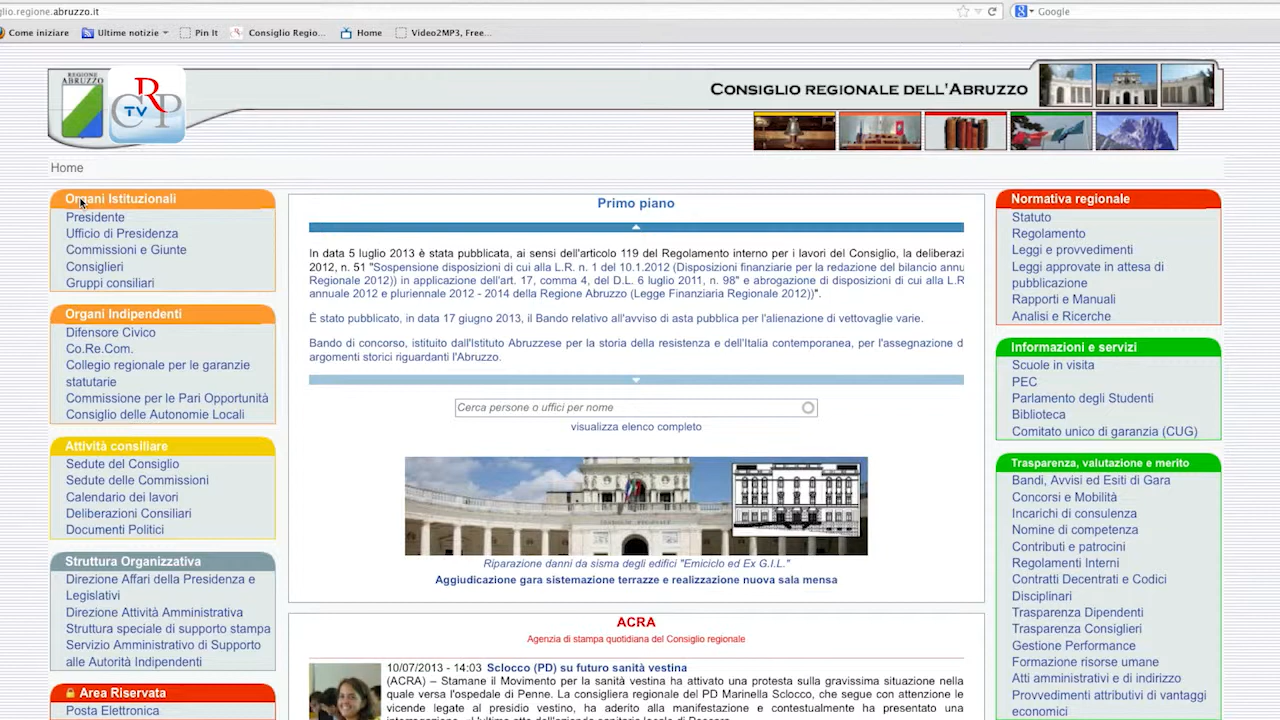 glio.regione.abruzzo.it
Google
Come iniziare
Ultime notizie
Pin It
Consiglio Regio...
Home
Video2MP3, Free...
REGIONE
ABRUZZO
CRP
TV
CONSIGLIO REGIONALE DELL'ABRUZZO
Home
Organi Istituzionali
Presidente
Ufficio di Presidenza
Commissioni e Giunte
Consiglieri
Gruppi consiliari
Organi Indipendenti
Difensore Civico
Co.Re.Com.
Collegio regionale per le garanzie
statutarie
Commissione per le Pari Opportunità
Consiglio delle Autonomie Locali
Attività consiliare
Sedute del Consiglio
Sedute delle Commissioni
Calendario dei lavori
Deliberazioni Consiliari
Documenti Politici
Struttura Organizzativa
Direzione Affari della Presidenza e
Legislativi
Direzione Attività Amministrativa
Struttura speciale di supporto stampa
Servizio Amministrativo di Supporto
alle Autorità Indipendenti
Area Riservata
Posta Elettronica
Primo piano
In data 5 luglio 2013 è stata pubblicata, ai sensi dell'articolo 119 del Regolamento interno per i lavori del Consiglio, la deliberazi
2012, n. 51 "Sospensione disposizioni di cui alla L.R. n. 1 del 10.1.2012 (Disposizioni finanziarie per la redazione del bilancio annu
Regionale 2012)) in applicazione dell'art. 17, comma 4, del D.L. 6 luglio 2011, n. 98" e abrogazione di disposizioni di cui alla L.R
annuale 2012 e pluriennale 2012 - 2014 della Regione Abruzzo (Legge Finanziaria Regionale 2012))".
È stato pubblicato, in data 17 giugno 2013, il Bando relativo all'avviso di asta pubblica per l'alienazione di vettovaglie varie.
Bando di concorso, istituito dall'Istituto Abruzzese per la storia della resistenza e dell'Italia contemporanea, per l'assegnazione d
argomenti storici riguardanti l'Abruzzo.
Cerca persone o uffici per nome
visualizza elenco completo
Riparazione danni da sisma degli edifici "Emiciclo ed Ex G.I.L."
Aggiudicazione gara sistemazione terrazze e realizzazione nuova sala mensa
ACRA
Agenzia di stampa quotidiana del Consiglio regionale
10/07/2013 - 14:03 Sclocco (PD) su futuro sanità vestina
(ACRA) – Stamane il Movimento per la sanità vestina ha attivato una protesta sulla gravissima situazione nella
quale versa l'ospedale di Penne. La consigliera regionale del PD Marinella Sclocco, che segue con attenzione le
vicende legate al presidio vestino, ha aderito alla manifestazione e contestualmente ha presentato una
Normativa regionale
Statuto
Regolamento
Leggi e provvedimenti
Leggi approvate in attesa di
pubblicazione
Rapporti e Manuali
Analisi e Ricerche
Informazioni e servizi
Scuole in visita
PEC
Parlamento degli Studenti
Biblioteca
Comitato unico di garanzia (CUG)
Trasparenza, valutazione e merito
Bandi, Avvisi ed Esiti di Gara
Concorsi e Mobilità
Incarichi di consulenza
Nomine di competenza
Contributi e patrocini
Regolamenti Interni
Contratti Decentrati e Codici
Disciplinari
Trasparenza Dipendenti
Trasparenza Consiglieri
Gestione Performance
Formazione risorse umane
Atti amministrativi e di indirizzo
Provvedimenti attributivi di vantaggi
economici